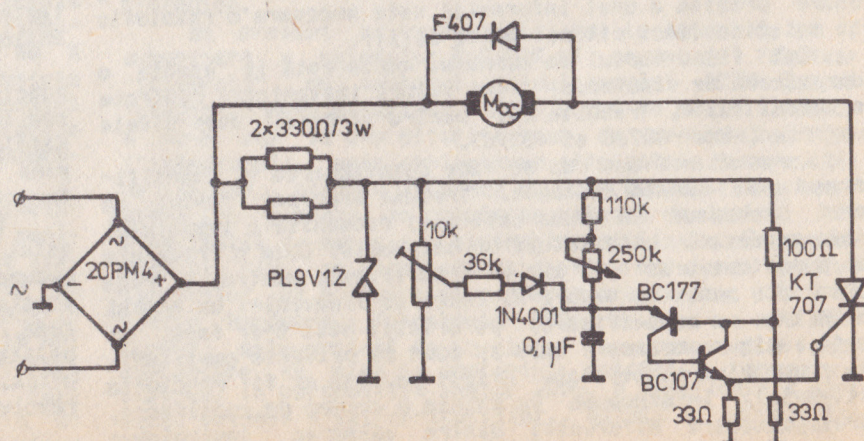 F407
Mcc
2×330Ω/3w
~
20PM4
- +
~
~
PL9V1Z
10k
36k
1N4001
110k
250k
0,1µF
BC177
BC107
100Ω
KT
707
33Ω
33Ω